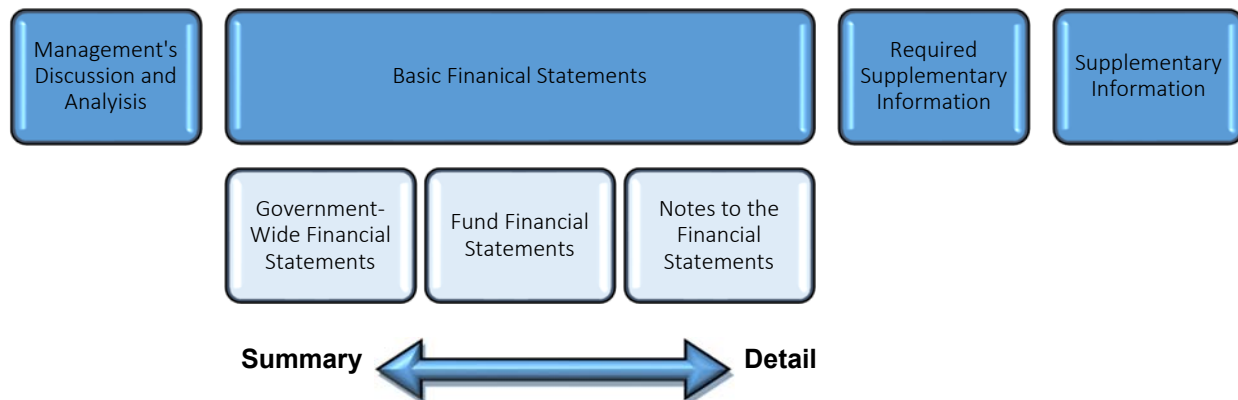 Management's
Discussion and
Analyisis
Basic Finanical Statements
Required
Supplementary
Information
Supplementary
Information
Government-
Wide Financial
Statements
Fund Financial
Statements
Notes to the
Financial
Statements
Summary
Detail